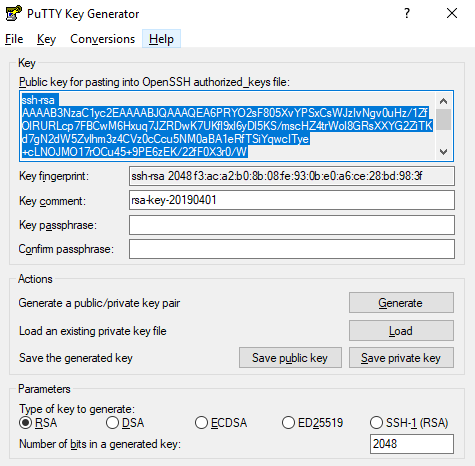 PuTTY Key Generator
File Key Conversions Help
Key
Public key for pasting into OpenSSH authorized_keys file:
ssh-rsa
AAAAB3NzaC1yc2EAAAABJQAAAQEA6PRYO2sF805XvYPSxCsWJzIvNgv0uHz/1Zf
OIRURLcp7FBCwM6Hxuq7JZRDwK7UKfI9xl6yDl5KS/mscHZ4trWol8GRsXXYG2ZiTK
d7gN2dW5ZvIhm3z4CVz0cCcu5NM0aBA1eRfTSiYqwcITye
+cLNOJMO17rOCu45+9PE6zEK/22fF0X3r0/W
Key fingerprint: ssh-rsa 2048 f3:ac:a2:b0:8b:08:fe:93:0b:e0:a6:ce:28:bd:98:3f
Key comment: rsa-key-20190401
Key passphrase:
Confirm passphrase:
Actions
Generate a public/private key pair Generate
Load an existing private key file Load
Save the generated key Save public key Save private key
Parameters
Type of key to generate:
RSA DSA ECDSA ED25519 SSH-1 (RSA)
Number of bits in a generated key: 2048